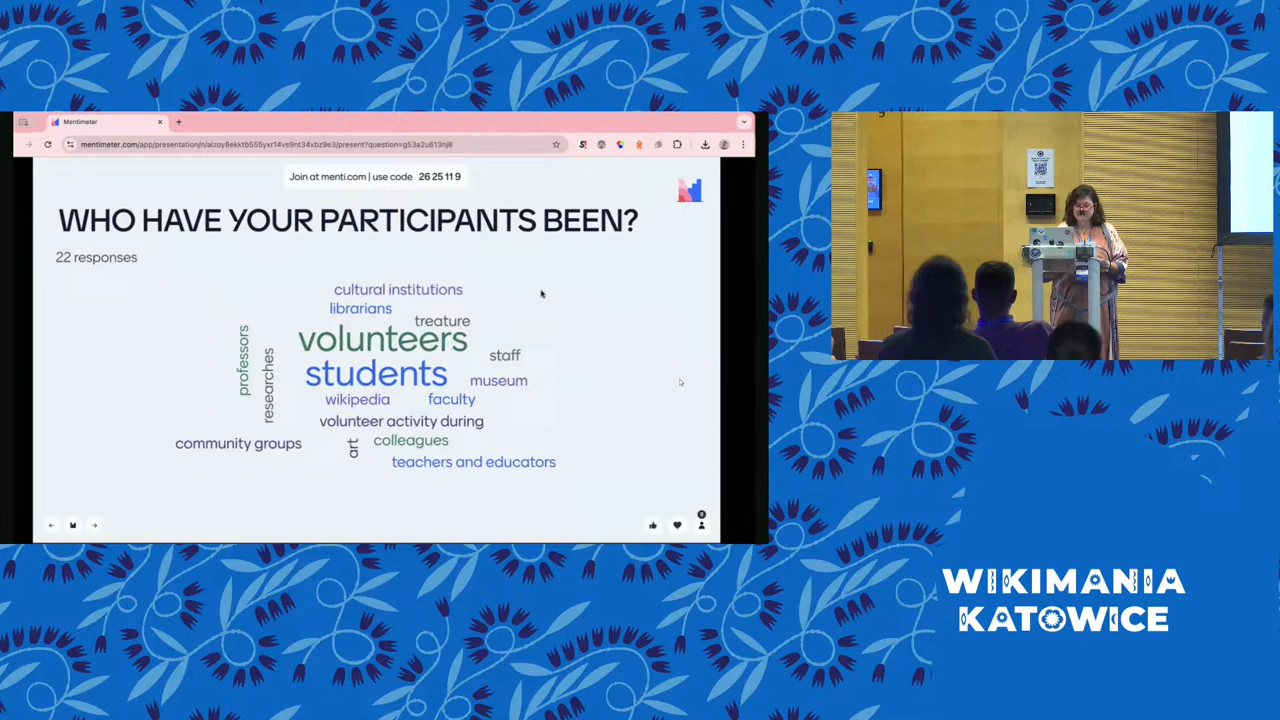 Mentimeter
mentimeter.com/app/presentation/n/alzoy8ekktb555yxr14vs9nt34xbz9e3/present?question=g53a2u613nj8
Join at menti.com | use code 26 25 11 9
WHO HAVE YOUR PARTICIPANTS BEEN?
22 responses
cultural institutions
librarians
treature
volunteers
professors
researches
staff
students
museum
wikipedia
faculty
volunteer activity during
community groups
art
colleagues
teachers and educators
WIKIMANIA
KATOWICE